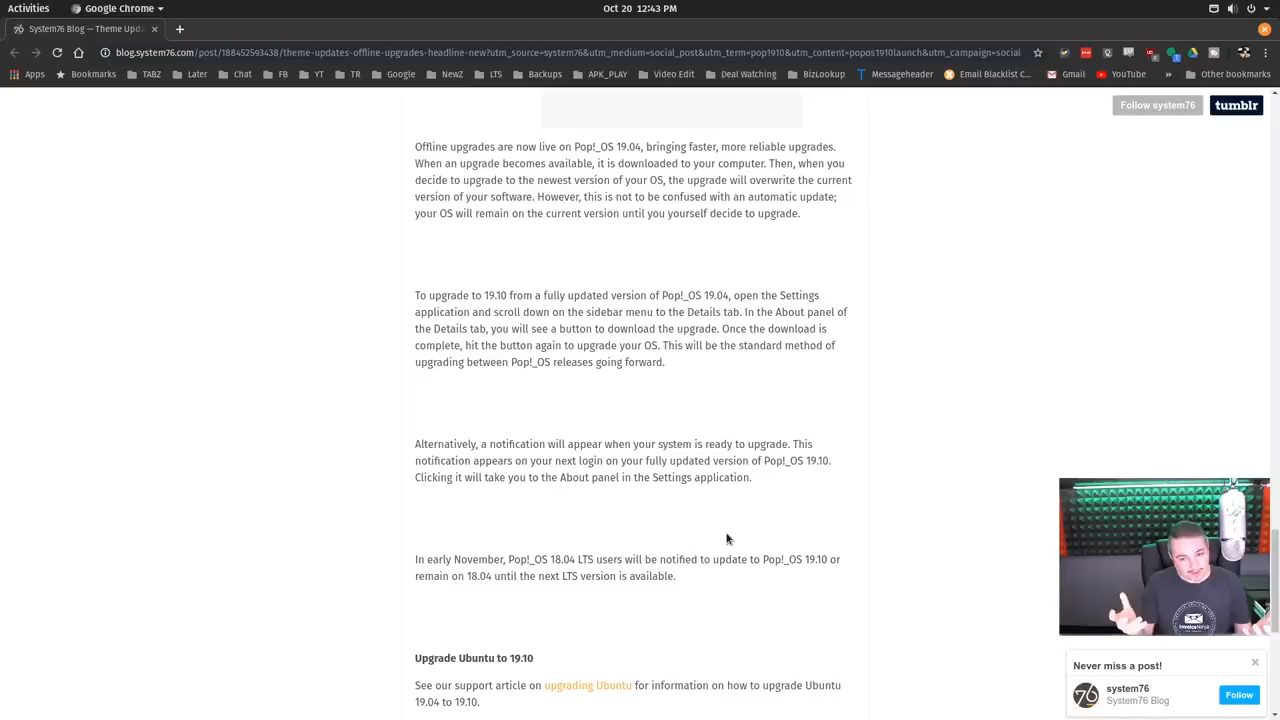 Activities
Google Chrome
Oct 20 12:43 PM
System76 Blog — Theme Upd
blog.system76.com/post/188452593438/theme-updates-offline-upgrades-headline-new?utm_source=system76&utm_medium=social_post&utm_term=pop1910&utm_content=popos1910launch&utm_campaign=social
Apps Bookmarks TABZ Later Chat FB YT TR Google NewZ LTS Backups APK_PLAY Video Edit Deal Watching BizLookup Messageheader Email Blacklist C... Gmail YouTube » Other bookmarks
Follow system76 tumblr
Offline upgrades are now live on Pop!_OS 19.04, bringing faster, more reliable upgrades.
When an upgrade becomes available, it is downloaded to your computer. Then, when you
decide to upgrade to the newest version of your OS, the upgrade will overwrite the current
version of your software. However, this is not to be confused with an automatic update;
your OS will remain on the current version until you yourself decide to upgrade.
To upgrade to 19.10 from a fully updated version of Pop!_OS 19.04, open the Settings
application and scroll down on the sidebar menu to the Details tab. In the About panel of
the Details tab, you will see a button to download the upgrade. Once the download is
complete, hit the button again to upgrade your OS. This will be the standard method of
upgrading between Pop!_OS releases going forward.
Alternatively, a notification will appear when your system is ready to upgrade. This
notification appears on your next login on your fully updated version of Pop!_OS 19.10.
Clicking it will take you to the About panel in the Settings application.
In early November, Pop!_OS 18.04 LTS users will be notified to update to Pop!_OS 19.10 or
remain on 18.04 until the next LTS version is available.
Upgrade Ubuntu to 19.10
See our support article on upgrading Ubuntu for information on how to upgrade Ubuntu
19.04 to 19.10.
invoiceninja
Never miss a post!
76
system76
System76 Blog
Follow